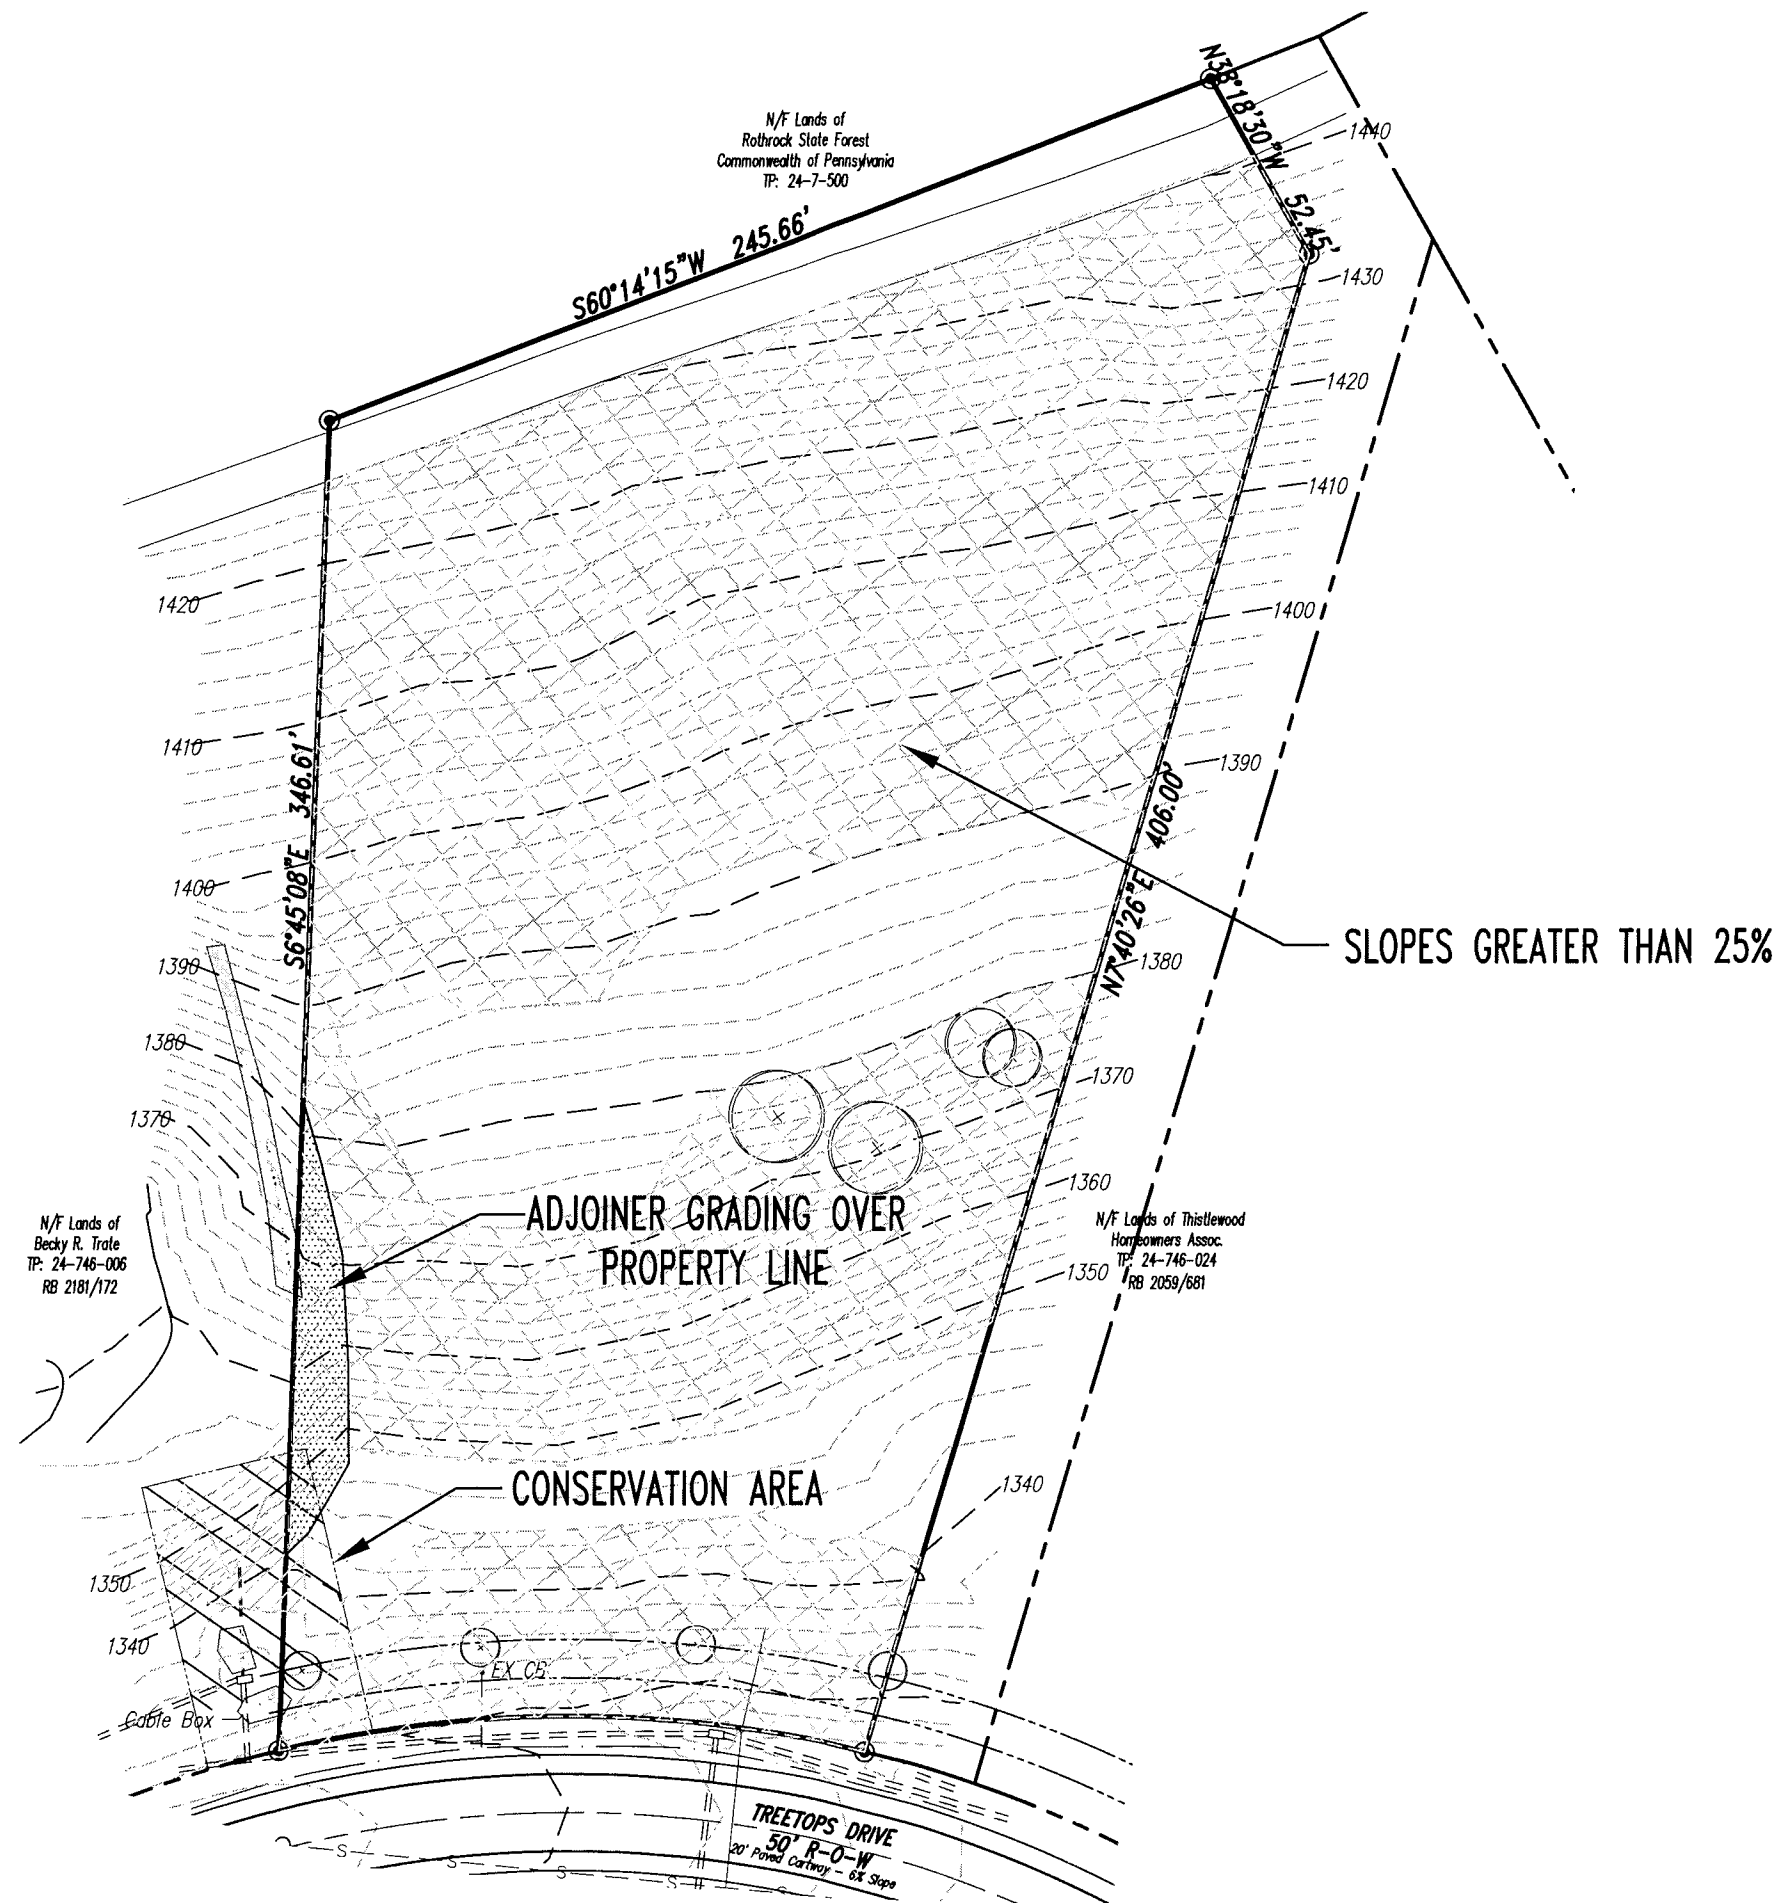 N/F Lands of
Rothrock State Forest
Commonwealth of Pennsylvania
TP: 24-7-500
N38°18'30"W 52.45'
S60°14'15"W 245.66'
1440
1430
1420
1410
1400
1390
1380
1370
1360
1350
1340
1420
1410
1400
1390
1380
1370
1350
1340
S6°45'08"E 346.61'
N7°40'26"E 406.00'
SLOPES GREATER THAN 25%
ADJOINER GRADING OVER
PROPERTY LINE
N/F Lands of
Becky R. Trate
TP: 24-746-006
RB 2181/172
N/F Lands of Thistlewood
Homeowners Assoc.
TP: 24-746-024
RB 2059/681
CONSERVATION AREA
EX CB
Cable Box
TREETOPS DRIVE
50' R-O-W
20' Paved Cartway - 6% Slope
S
S
S
S
S